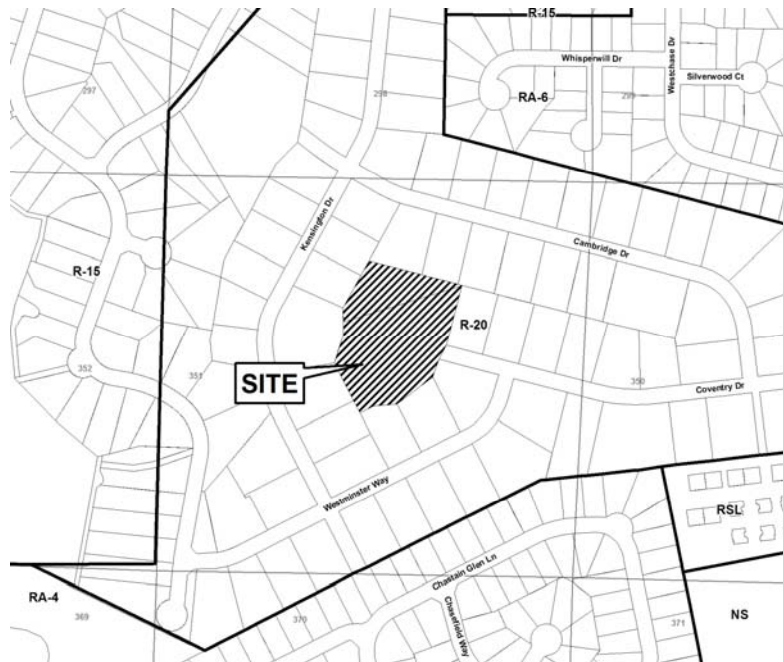 R-15
Whisperwill Dr
Westchase Dr
Silverwood Ct
297
298
RA-6
299
Kensington Dr
Cambridge Dr
R-15
R-20
352
351
350
SITE
Coventry Dr
Westminster Way
RSL
Chastain Glen Ln
RA-4
Chasefield Way
NS
369
370
371